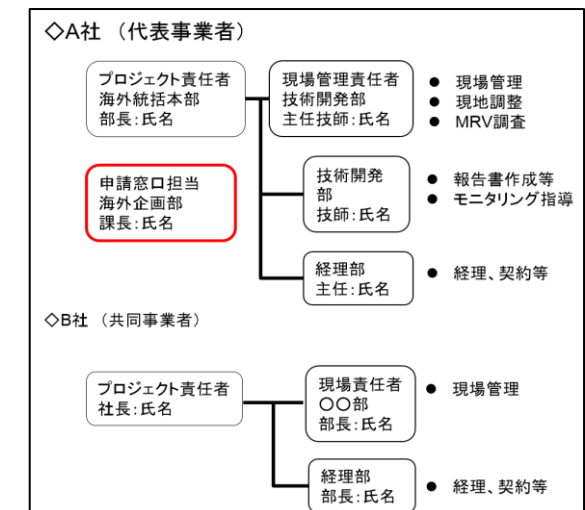 ◇A社 （代表事業者）
プロジェクト責任者
海外統括本部
部長：氏名
現場管理責任者
技術開発部
主任技師：氏名
● 現場管理
● 現地調整
● MRV調査
申請窓口担当
海外企画部
課長：氏名
技術開発
部
技師：氏名
● 報告書作成等
● モニタリング指導
経理部
主任：氏名
● 経理、契約等
◇B社 （共同事業者）
プロジェクト責任者
社長：氏名
現場責任者
〇〇部
部長：氏名
● 現場管理
経理部
部長：氏名
● 経理、契約等